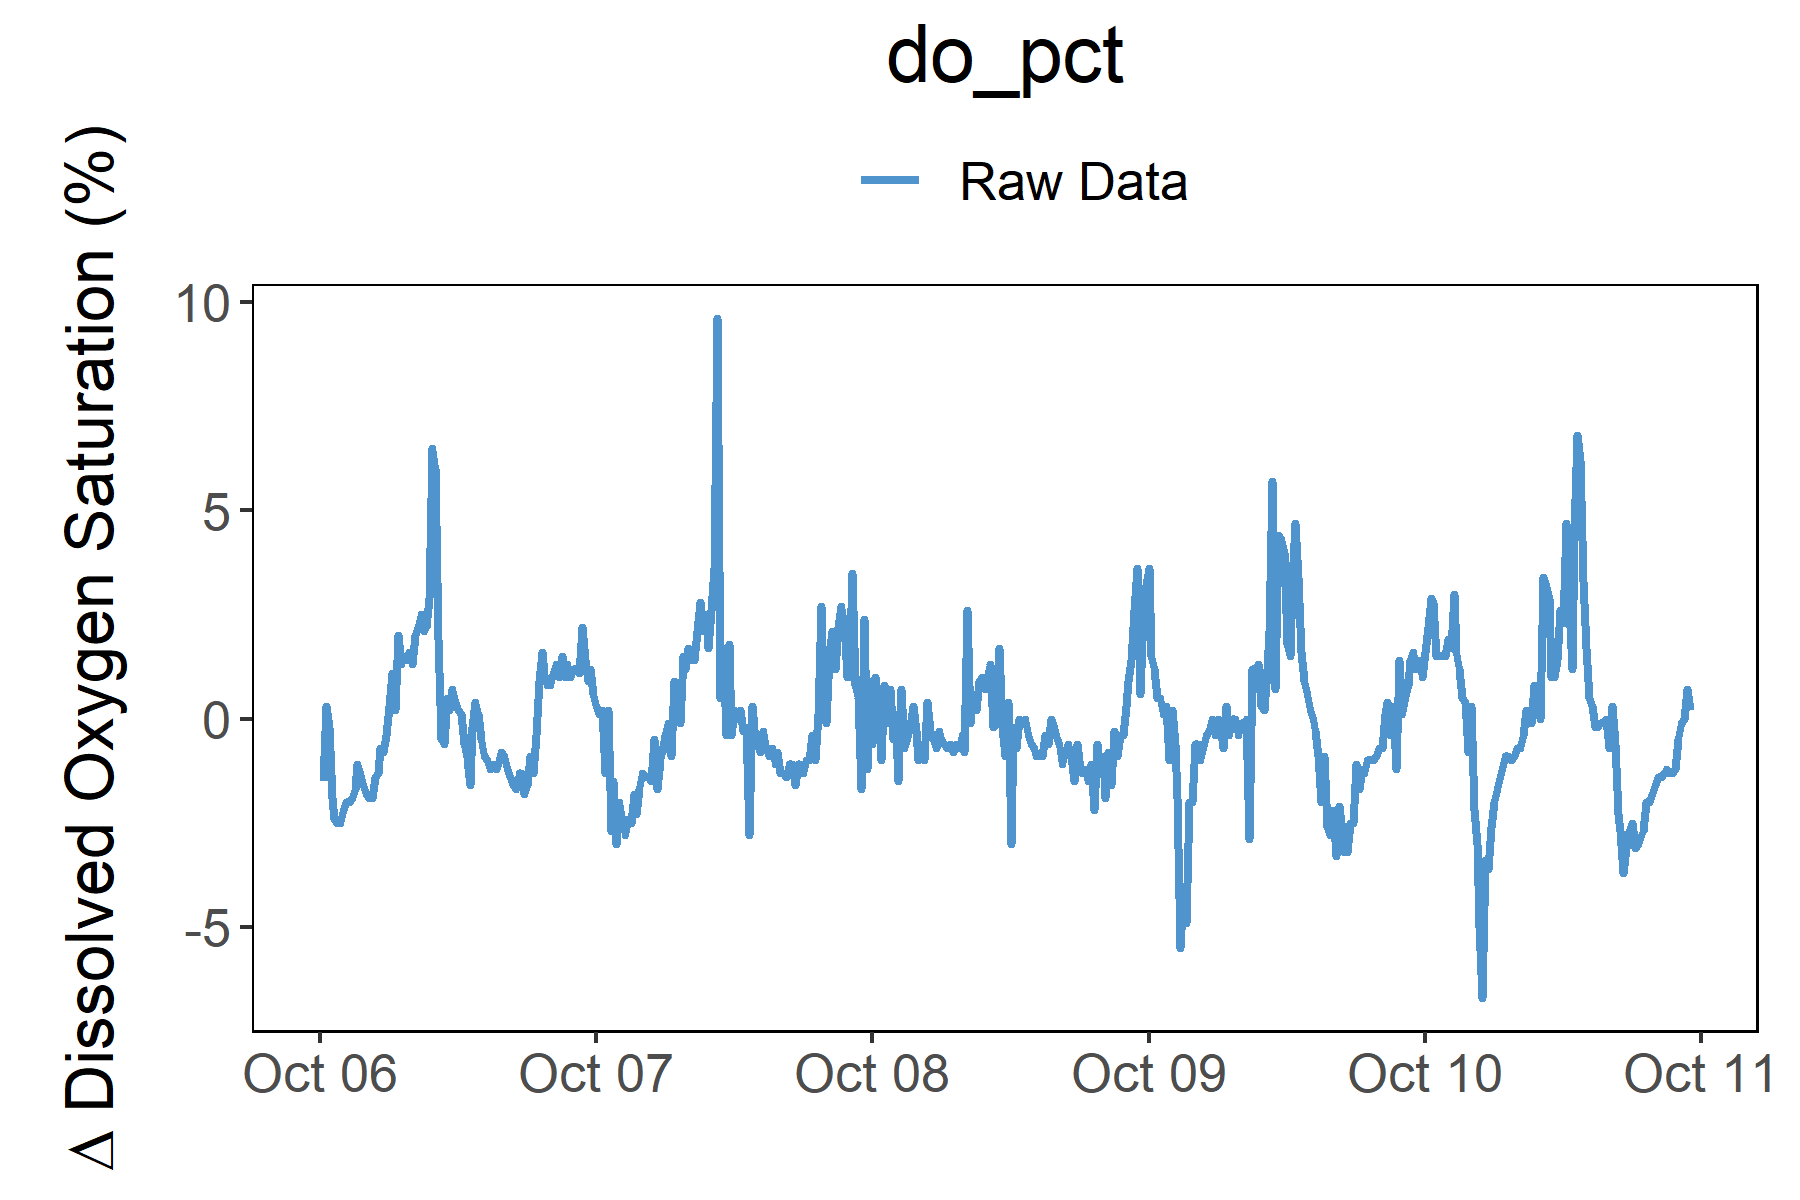 do_pct
Raw Data
Δ Dissolved Oxygen Saturation (%)
10
5
0
-5
Oct 06
Oct 07
Oct 08
Oct 09
Oct 10
Oct 11